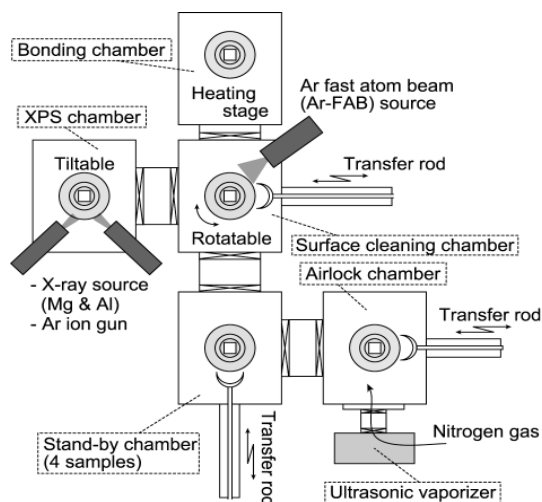 Bonding chamber
Heating
stage
Ar fast atom beam
(Ar-FAB) source
XPS chamber
Tiltable
Transfer rod
Rotatable
Surface cleaning chamber
- X-ray source
(Mg & Al)
- Ar ion gun
Airlock chamber
Transfer rod
Stand-by chamber
(4 samples)
Transfer rod
Nitrogen gas
Ultrasonic vaporizer